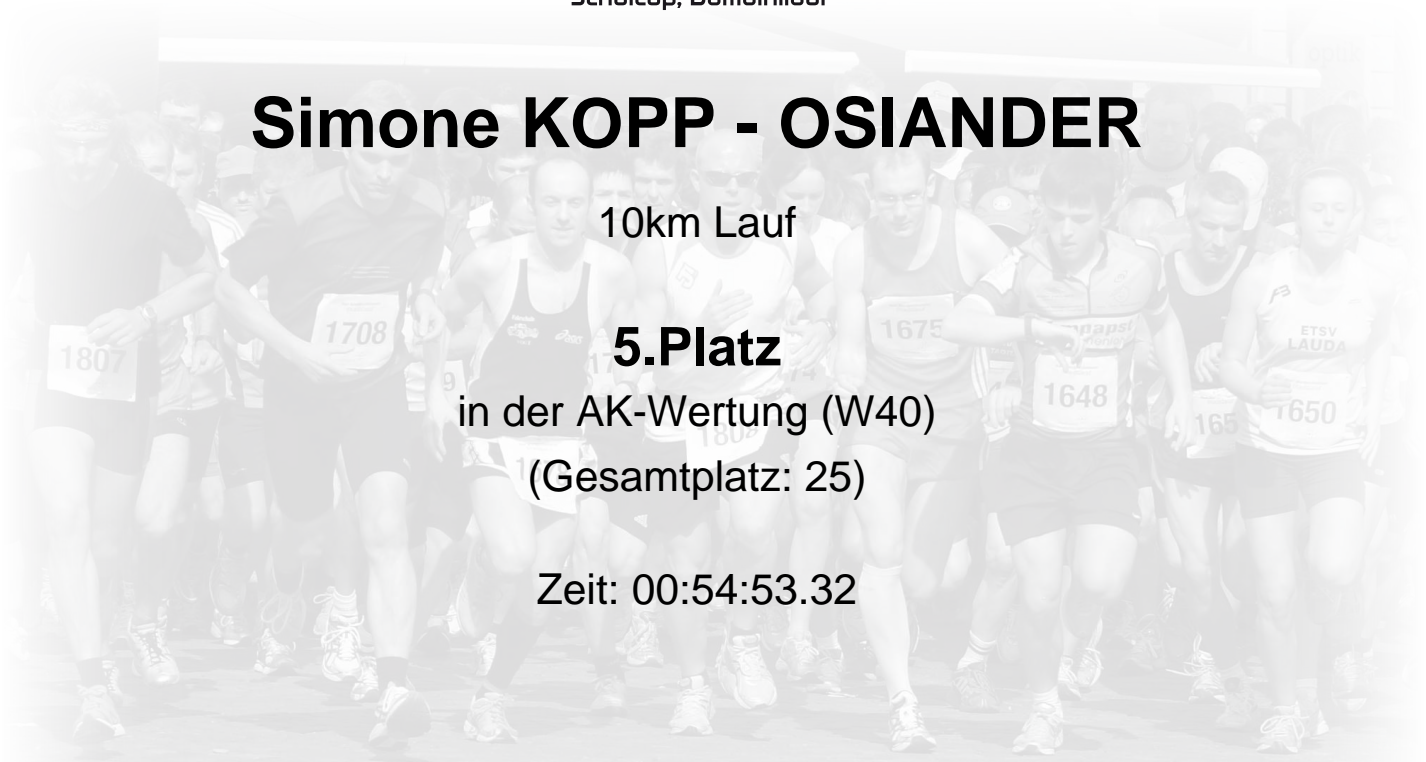 Simone KOPP - OSIANDER
10km Lauf
1708
1807
1675
5.Platz
ETSV
LAUDA
1648
1650
165
in der AK-Wertung (W40)
(Gesamtplatz: 25)
Zeit: 00:54:53.32